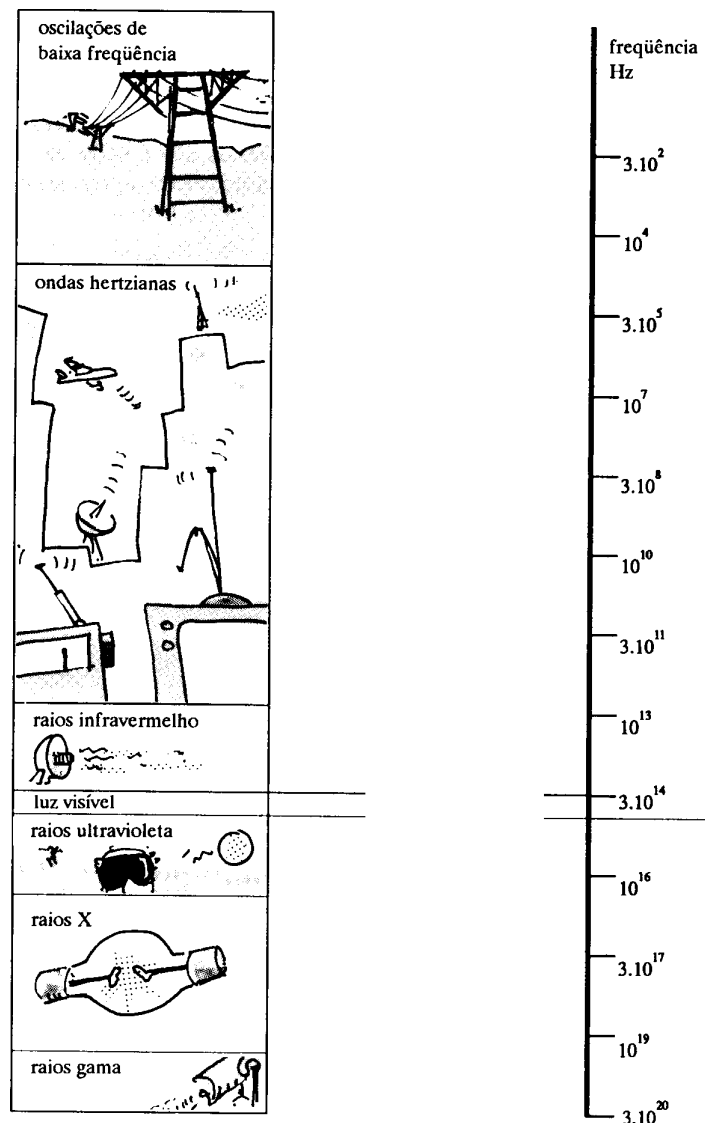 oscilações de
baixa freqüência
ondas hertzianas
raios infravermelho
luz visível
raios ultravioleta
raios X
raios gama
freqüência
Hz
3.10²
10⁴
3.10⁵
10⁷
3.10⁸
10¹⁰
3.10¹¹
10¹³
3.10¹⁴
10¹⁶
3.10¹⁷
10¹⁹
3.10²⁰